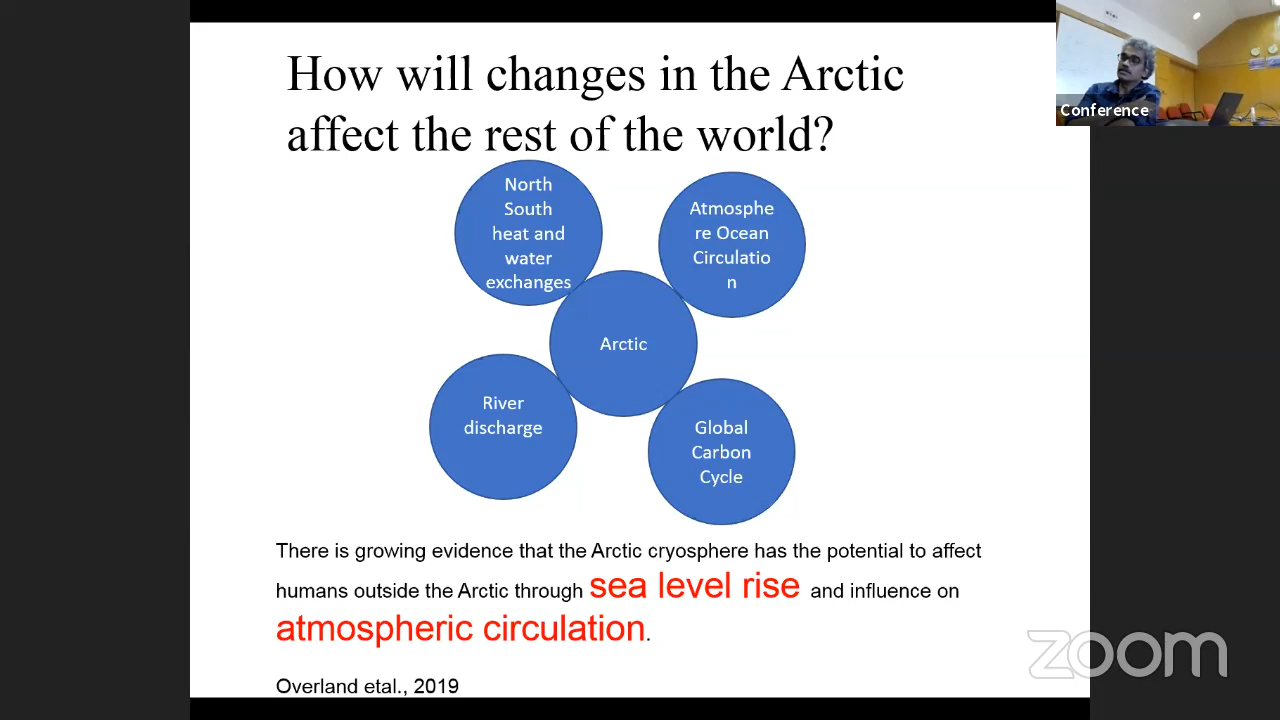 How will changes in the Arctic
affect the rest of the world?
Conference
North
South
heat and
water
exchanges
Atmosphe
re Ocean
Circulatio
n
Arctic
River
discharge
Global
Carbon
Cycle
There is growing evidence that the Arctic cryosphere has the potential to affect
humans outside the Arctic through sea level rise and influence on
atmospheric circulation.
Overland etal., 2019
zoom